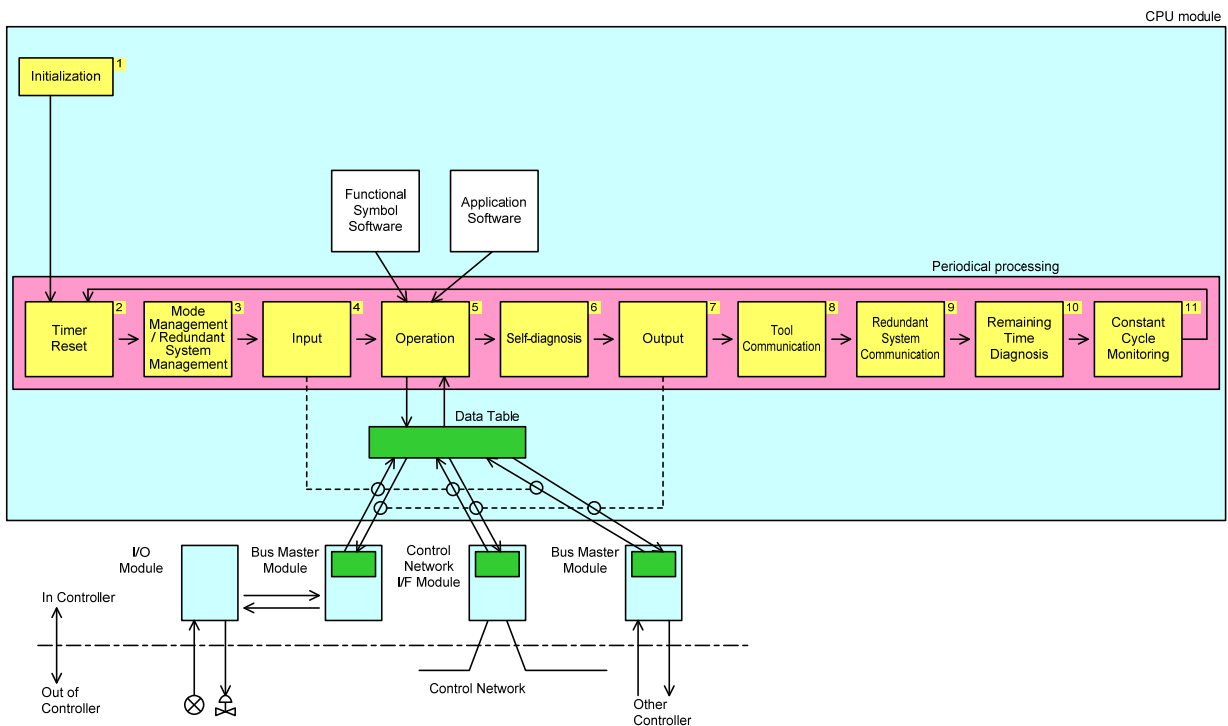 CPU module
Initialization
1
Functional
Symbol
Software
Application
Software
Periodical processing
Timer
Reset
2
Mode
Management
/ Redundant
System
Management
3
Input
4
Operation
5
Self-diagnosis
6
Output
7
Tool
Communication
8
Redundant
System
Communication
9
Remaining
Time
Diagnosis
10
Constant
Cycle
Monitoring
11
Data Table
I/O
Module
Bus Master
Module
Control
Network
I/F Module
Bus Master
Module
In Controller
Out of
Controller
Control Network
Other
Controller